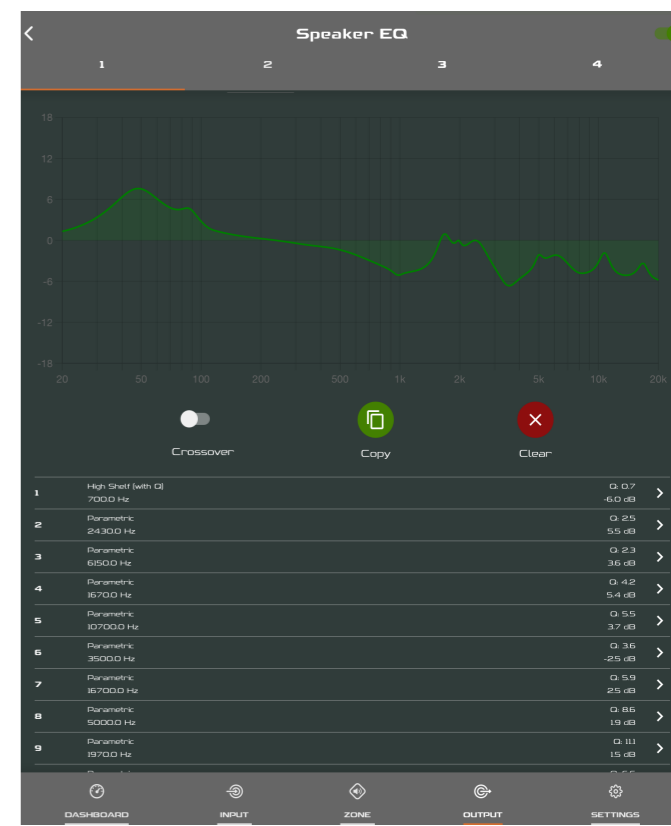 Speaker EQ
1 2 3 4
18
12
6
0
-6
-12
-18
20 50 100 200 500 1k 2k 5k 10k 20k
Crossover Copy Clear
High Shelf (with Q) Q: 0.7
1
700.0 Hz -6.0 dB
Parametric Q: 2.5
2
2430.0 Hz 5.5 dB
Parametric Q: 2.3
3
6150.0 Hz 3.6 dB
Parametric Q: 4.2
4
1670.0 Hz 5.4 dB
Parametric Q: 5.5
5
10700.0 Hz 3.7 dB
Parametric Q: 3.6
6
3500.0 Hz -2.5 dB
Parametric Q: 5.9
7
16700.0 Hz 2.5 dB
Parametric Q: 8.6
8
5000.0 Hz 1.9 dB
Parametric Q: 11.1
9
1970.0 Hz 1.5 dB
DASHBOARD INPUT ZONE OUTPUT SETTINGS